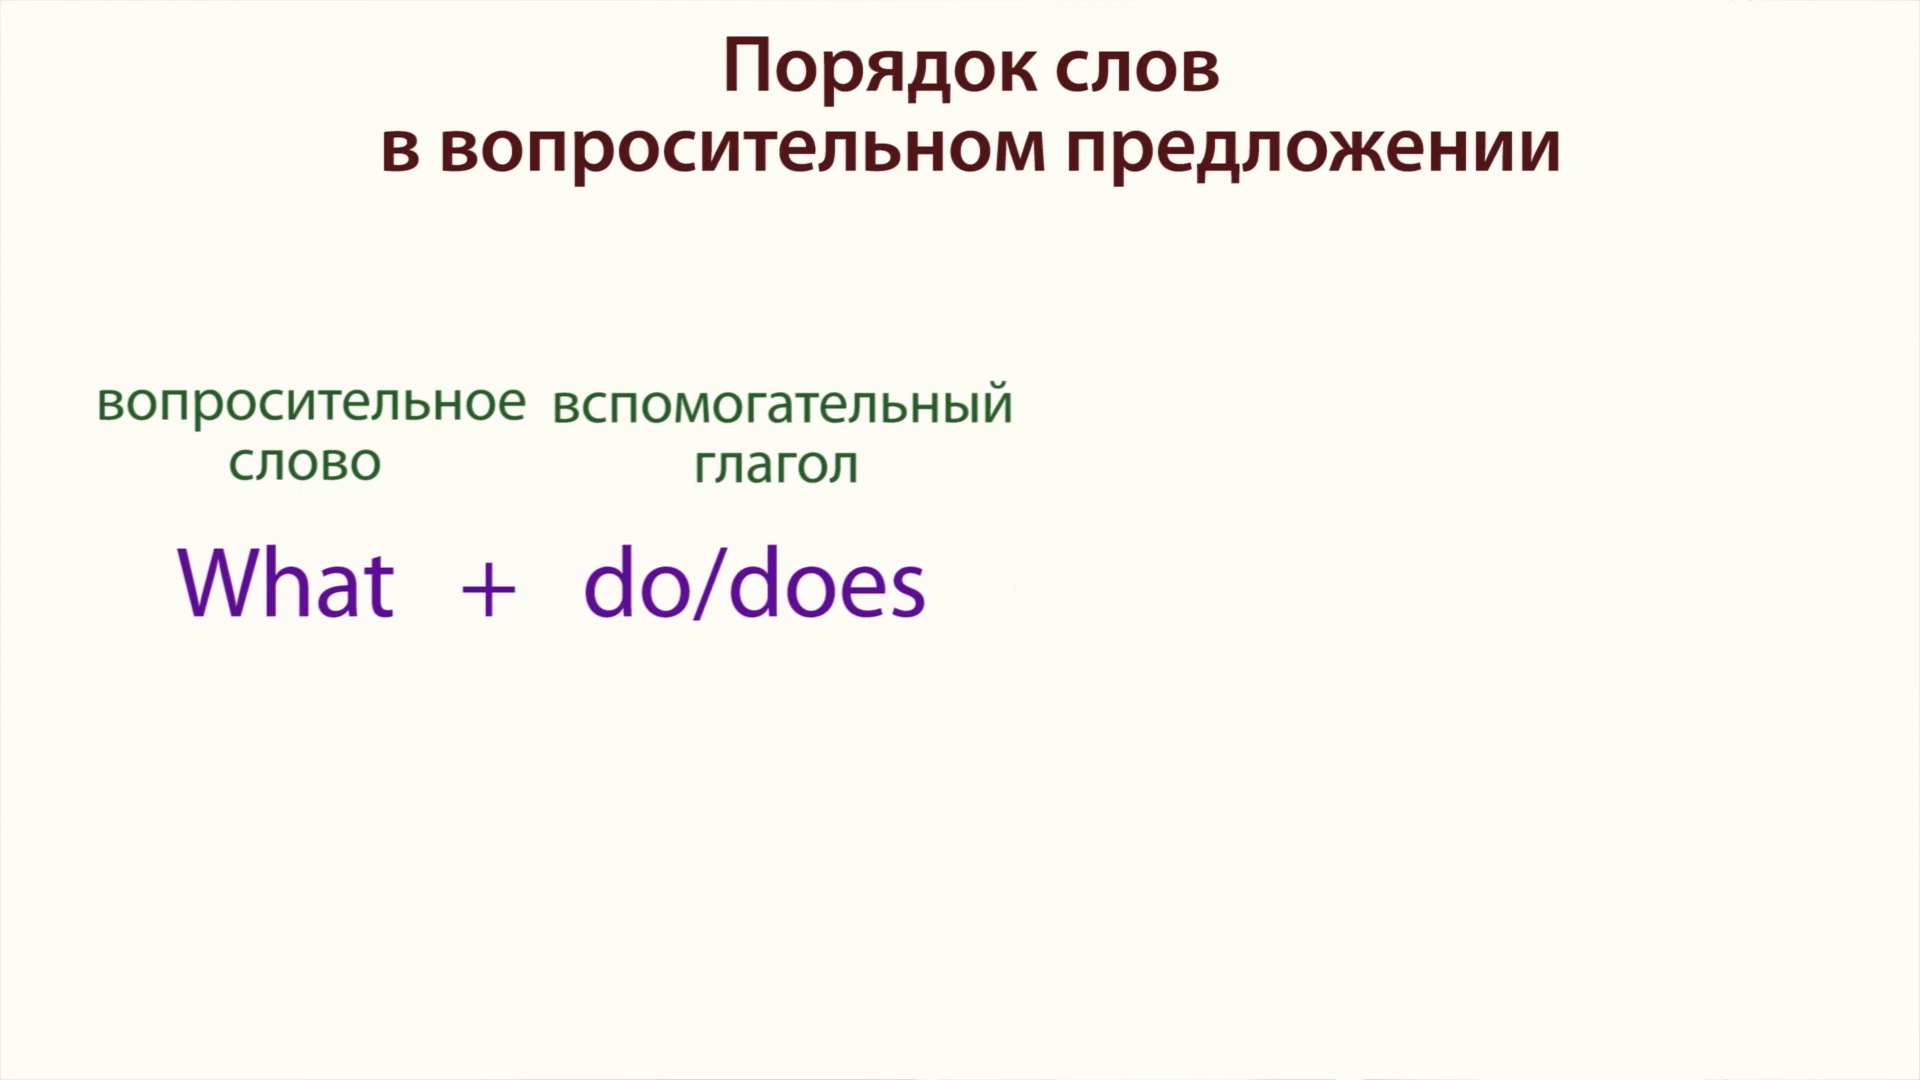 Порядок слов
в вопросительном предложении
вопросительное
слово
вспомогательный
глагол
What + do/does